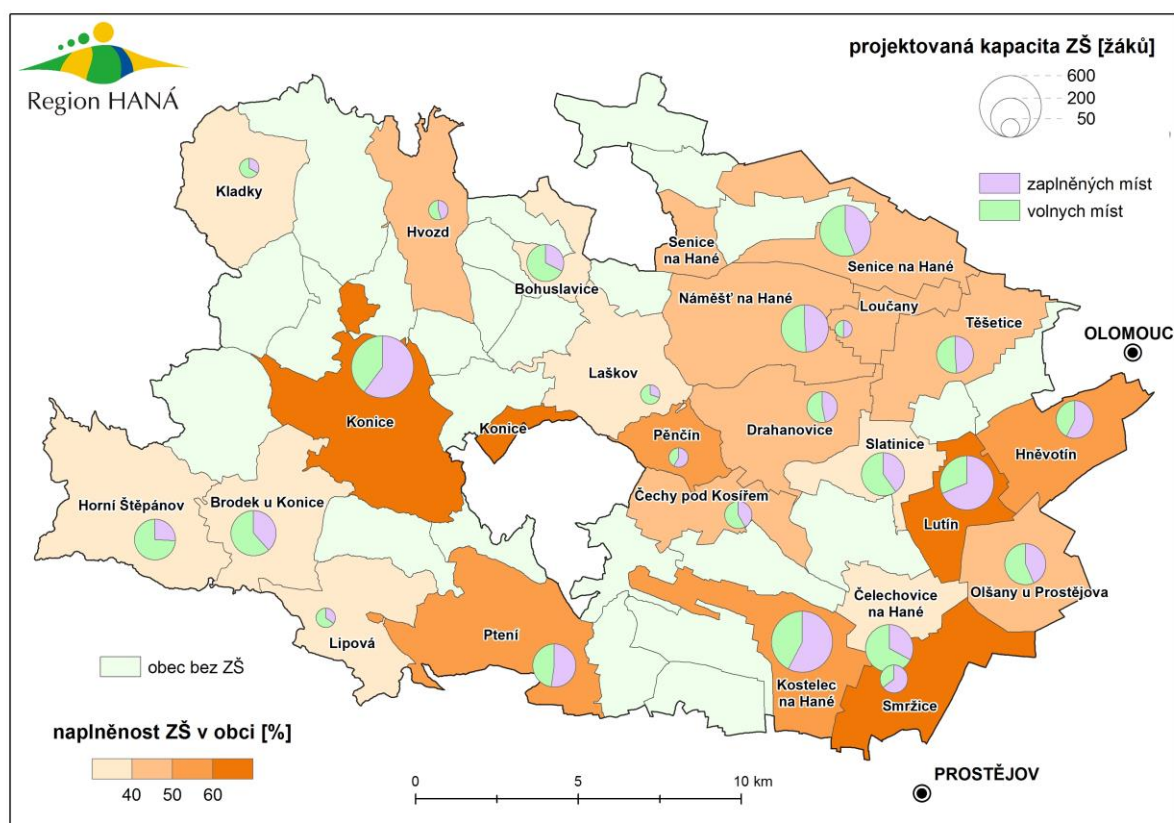 Region HANÁ
projektovaná kapacita ZŠ [žáků]
600
200
50
zaplněných míst
volnych míst
Kladky
Hvozd
Bohuslavice
Senice
na Hané
Senice na Hané
Náměšť na Hané
Loučany
Těšetice
OLOMOUC
Laškov
Konice
Konice
Pěnčín
Drahanovice
Slatinice
Hněvotín
Horní Štěpánov
Brodek u Konice
Čechy pod Kosířem
Lutín
Olšany u Prostějova
Čelechovice
na Hané
Lipová
Ptení
Kostelec
na Hané
Smržice
obec bez ZŠ
naplněnost ZŠ v obci [%]
40 50 60
0 5 10 km
PROSTĚJOV